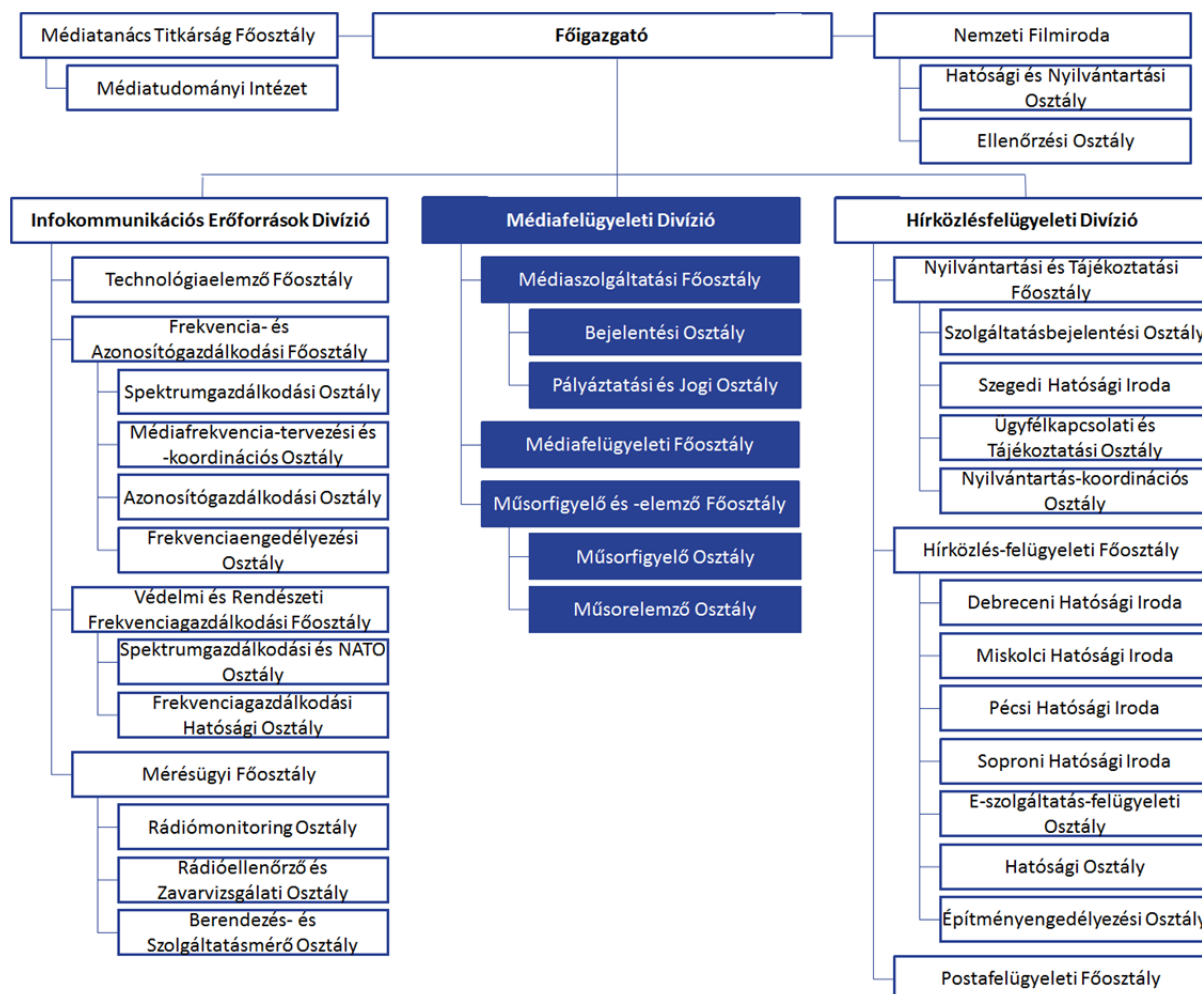 Médiatanács Titkárság Főosztály
Médiatudományi Intézet
Főigazgató
Nemzeti Filmiroda
Hatósági és Nyilvántartási
Osztály
Ellenőrzési Osztály
Infokommunikációs Erőforrások Divízió
Technológiaelemző Főosztály
Frekvencia- és
Azonosítógazdálkodási Főosztály
Spektrumgazdálkodási Osztály
Médiafrekvencia-tervezési és
-koordinációs Osztály
Azonosítógazdálkodási Osztály
Frekvenciaengedélyezési
Osztály
Védelmi és Rendészeti
Frekvenciagazdálkodási Főosztály
Spektrumgazdálkodási és NATO
Osztály
Frekvenciagazdálkodási
Hatósági Osztály
Mérésügyi Főosztály
Rádiómonitoring Osztály
Rádióellenőrző és
Zavarvizsgálati Osztály
Berendezés- és
Szolgáltatásmérő Osztály
Médiafelügyeleti Divízió
Médiaszolgáltatási Főosztály
Bejelentési Osztály
Pályáztatási és Jogi Osztály
Médiafelügyeleti Főosztály
Műsorfigyelő és -elemző Főosztály
Műsorfigyelő Osztály
Műsorelemző Osztály
Hírközlésfelügyeleti Divízió
Nyilvántartási és Tájékoztatási
Főosztály
Szolgáltatásbejelentési Osztály
Szegedi Hatósági Iroda
Ügyfélkapcsolati és
Tájékoztatási Osztály
Nyilvántartás-koordinációs
Osztály
Hírközlés-felügyeleti Főosztály
Debreceni Hatósági Iroda
Miskolci Hatósági Iroda
Pécsi Hatósági Iroda
Soproni Hatósági Iroda
E-szolgáltatás-felügyeleti
Osztály
Hatósági Osztály
Építményengedélyezési Osztály
Postafelügyeleti Főosztály